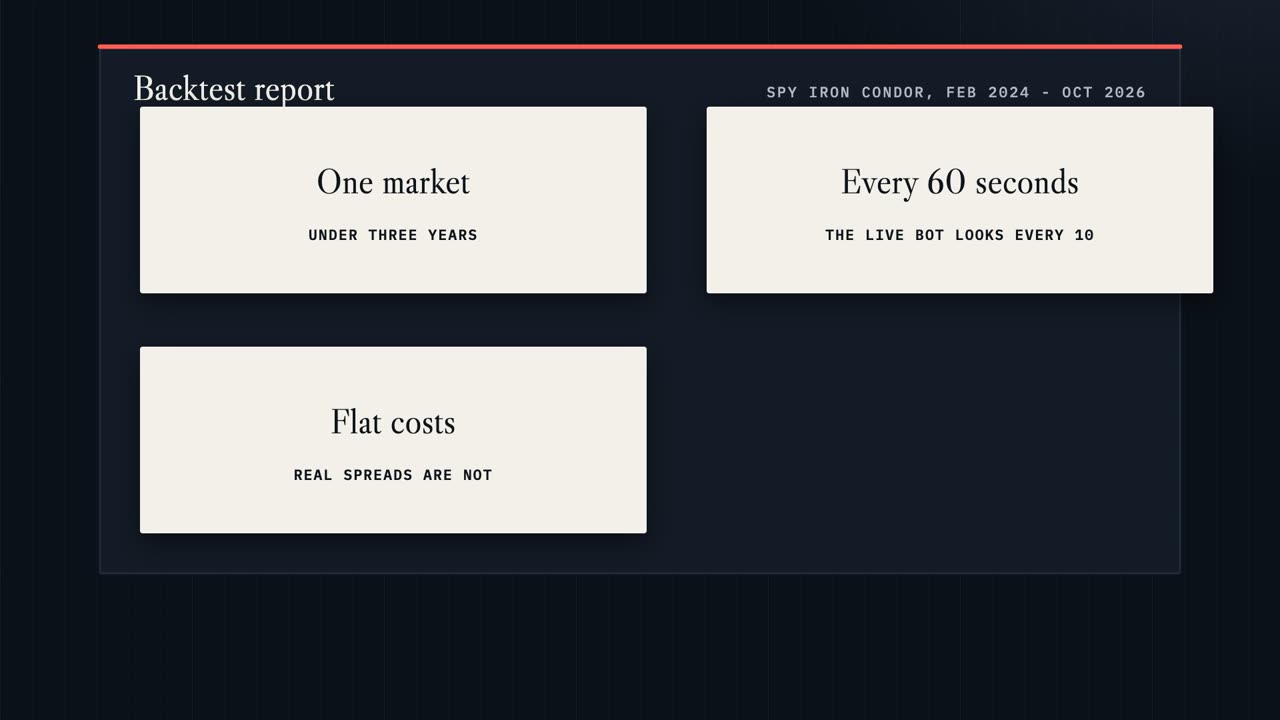 Backtest report
SPY IRON CONDOR, FEB 2024 - OCT 2026
One market
UNDER THREE YEARS
Every 60 seconds
THE LIVE BOT LOOKS EVERY 10
Flat costs
REAL SPREADS ARE NOT